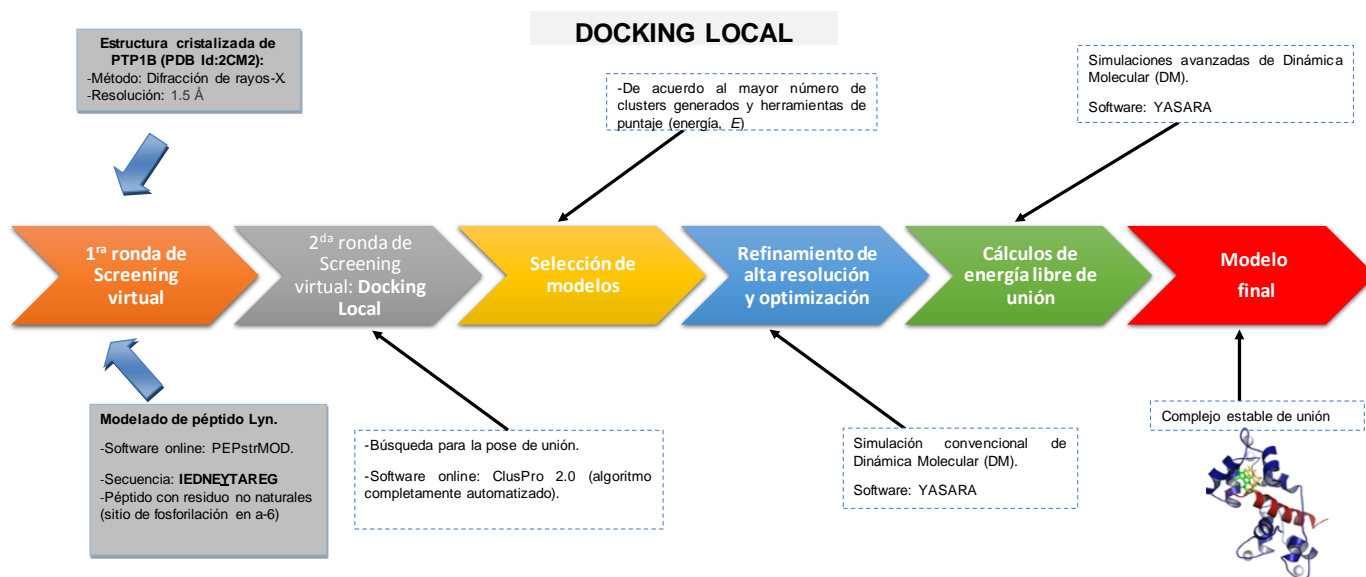 DOCKING LOCAL
Estructura cristalizada de
PTP1B (PDB Id:2CM2):
-Método: Difracción de rayos-X.
-Resolución: 1.5 Å
-De acuerdo al mayor número de
clusters generados y herramientas de
puntaje (energía, E)
Simulaciones avanzadas de Dinámica
Molecular (DM).
Software: YASARA
1ra ronda de
Screening
virtual
2da ronda de
Screening
virtual: Docking
Local
Selección de
modelos
Refinamiento de
alta resolución
y optimización
Cálculos de
energía libre de
unión
Modelo
final
Modelado de péptido Lyn.
-Software online: PEPstrMOD.
-Secuencia: IEDNEYTAREG
-Péptido con residuo no naturales
(sitio de fosforilación en a-6)
-Búsqueda para la pose de unión.
-Software online: ClusPro 2.0 (algoritmo
completamente automatizado).
Simulación convencional de
Dinámica Molecular (DM).
Software: YASARA
Complejo estable de unión